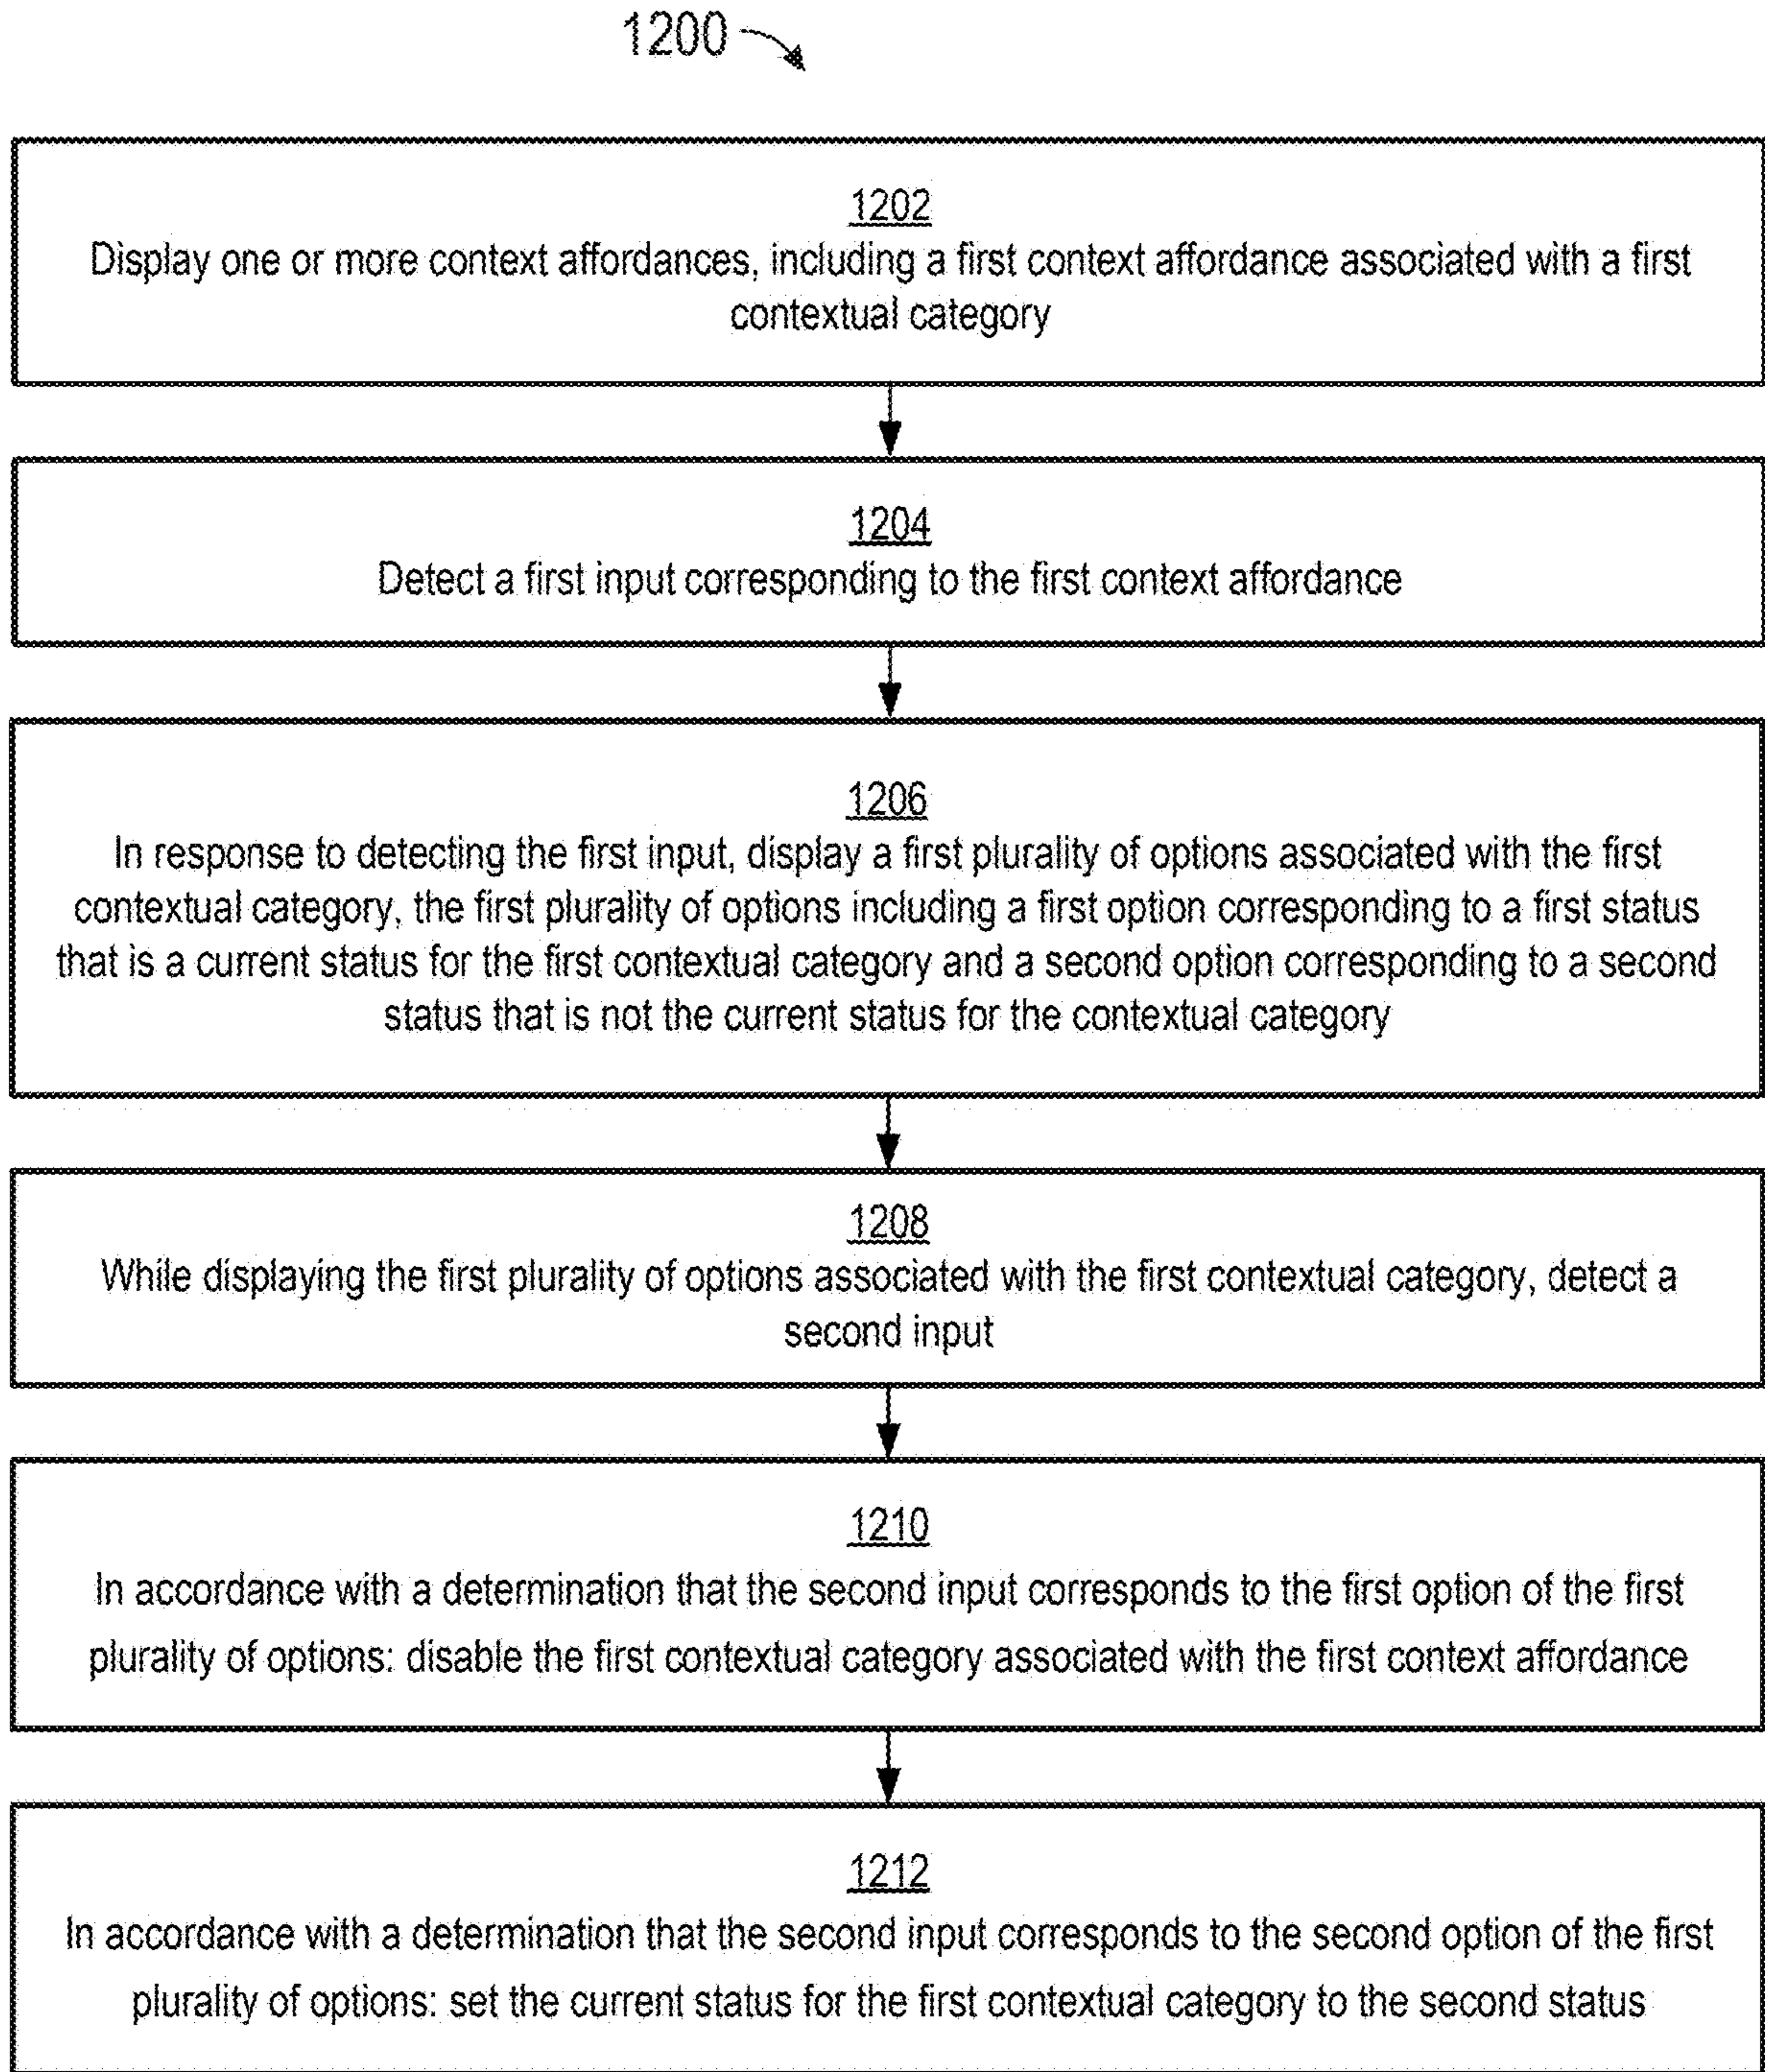 1200
1202
Display one or more context affordances, including a first context affordance associated with a first
contextual category
1204
Detect a first input corresponding to the first context affordance
1206
In response to detecting the first input, display a first plurality of options associated with the first
contextual category, the first plurality of options including a first option corresponding to a first status
that is a current status for the first contextual category and a second option corresponding to a second
status that is not the current status for the contextual category
1208
While displaying the first plurality of options associated with the first contextual category, detect a
second input
1210
In accordance with a determination that the second input corresponds to the first option of the first
plurality of options: disable the first contextual category associated with the first context affordance
1212
In accordance with a determination that the second input corresponds to the second option of the first
plurality of options: set the current status for the first contextual category to the second status